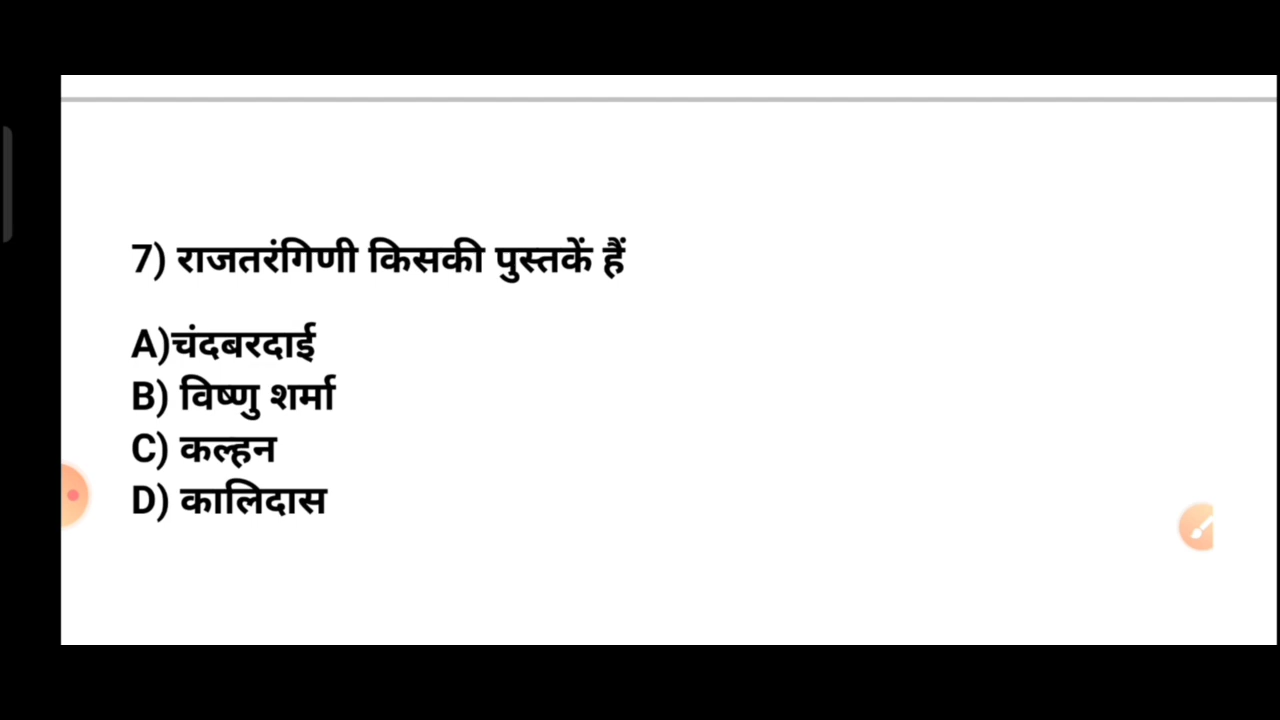 7) राजतरंगिणी किसकी पुस्तकें हैं
A)चंदबरदाई
B) विष्णु शर्मा
C) कल्हन
D) कालिदास